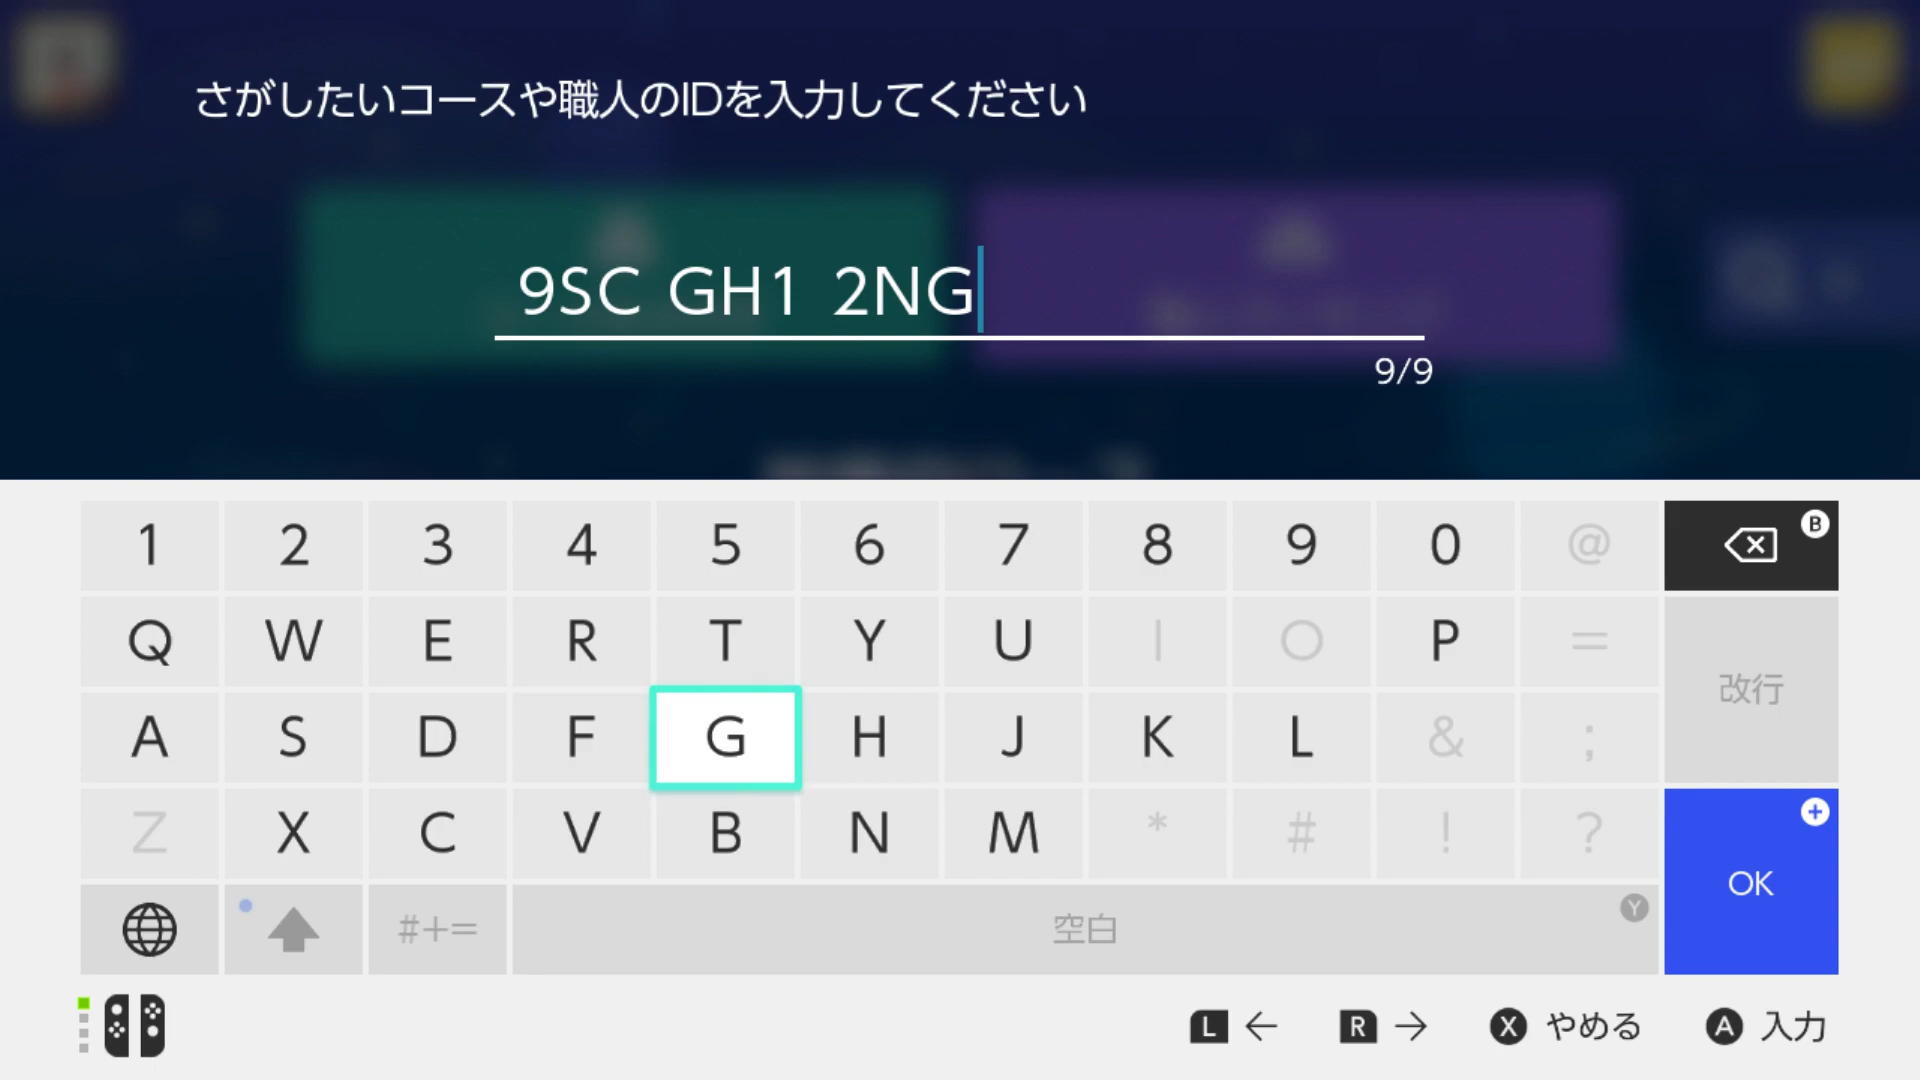 さがしたいコースや職人のIDを入力してください
9SC GH1 2NG
9/9
1 2 3 4 5 6 7 8 9 0 @ B
Q W E R T Y U I O P =
改行
A S D F G H J K L & ;
Z X C V B N M * # ! ? +
OK
#+= 空白 Y
L ← R → X やめる A 入力